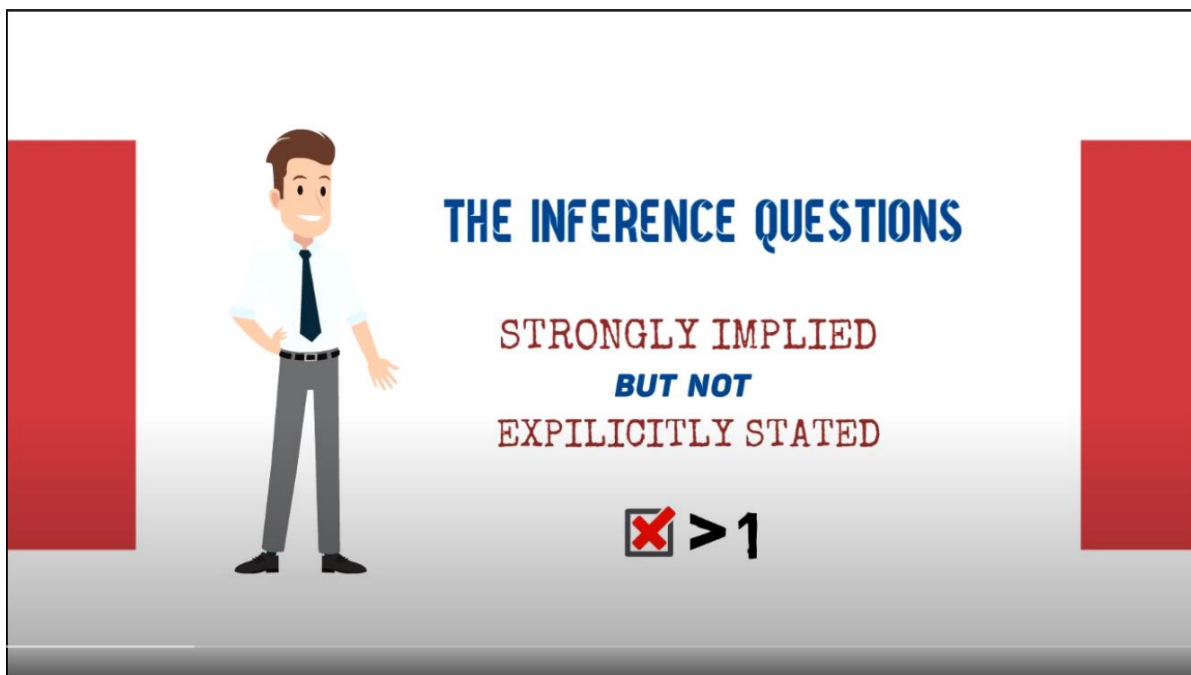 THE INFERENCE QUESTIONS
STRONGLY IMPLIED
BUT NOT
EXPILICITLY STATED
> 1